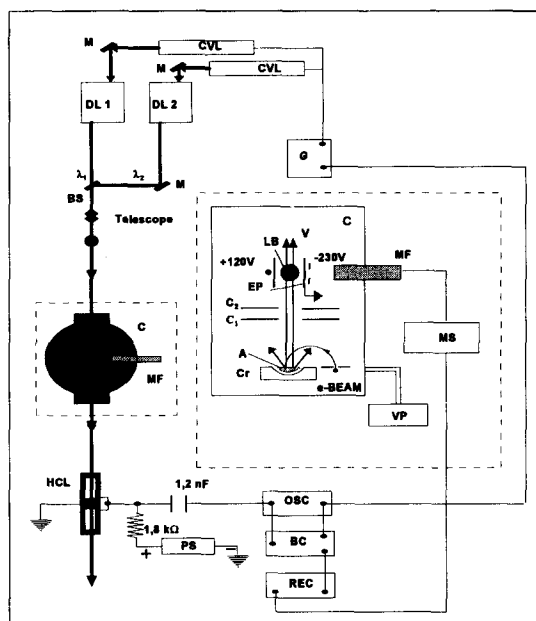 M
CVL
M
CVL
DL 1
DL 2
G
λ₁
λ₂
BS
M
Telescope
C
V
LB
+120V
-230V
MF
EP
C₂
C₁
MS
A
Cr
e-BEAM
VP
C
MF
HCL
1,2 nF
OSC
1,8 kΩ
BC
+
PS
REC